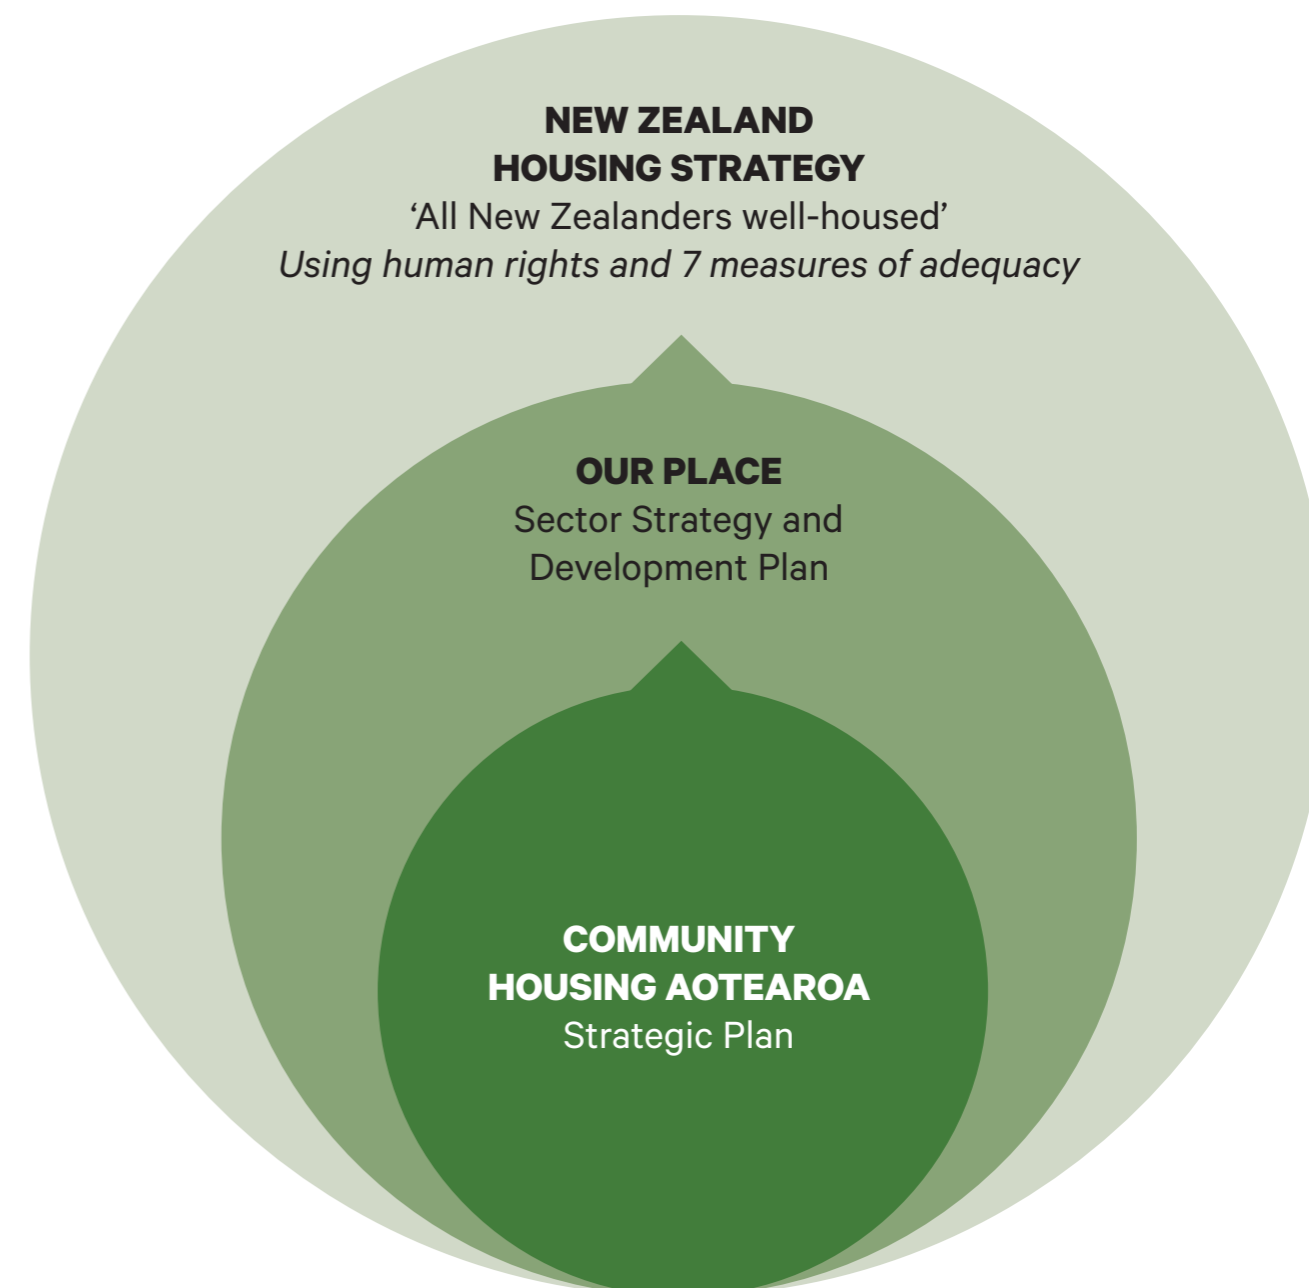 NEW ZEALAND
HOUSING STRATEGY
‘All New Zealanders well-housed’
Using human rights and 7 measures of adequacy
OUR PLACE
Sector Strategy and
Development Plan
COMMUNITY
HOUSING AOTEAROA
Strategic Plan